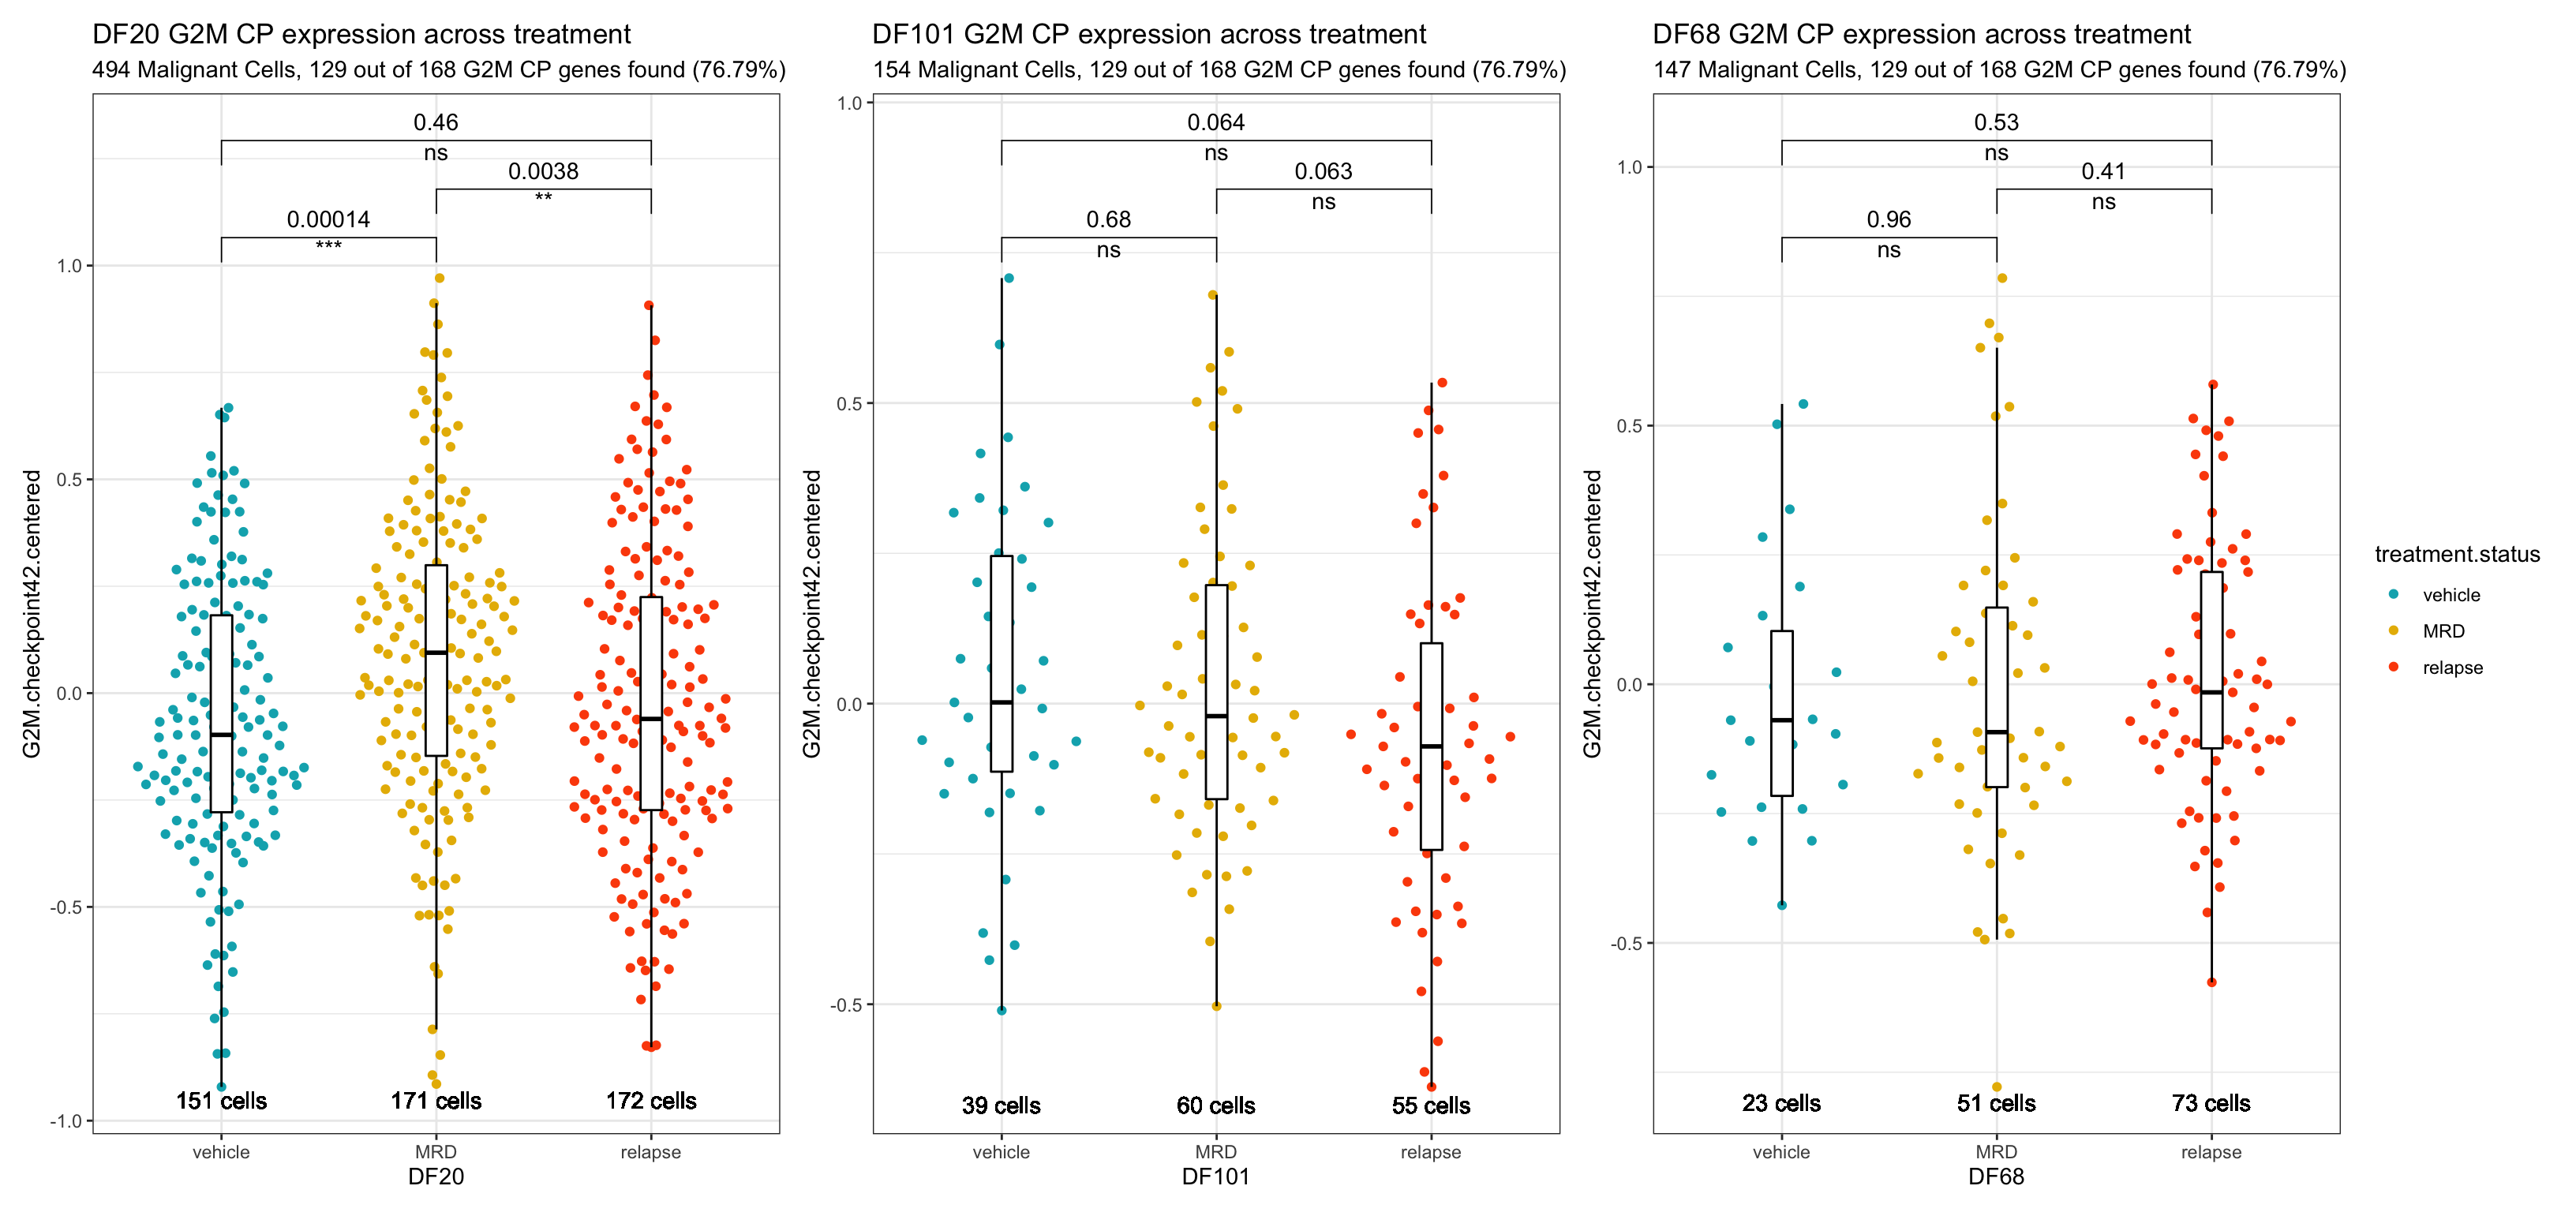 DF20 G2M CP expression across treatment
494 Malignant Cells, 129 out of 168 G2M CP genes found (76.79%)
G2M.checkpoint42.centered
1.0
0.5
0.0
-0.5
-1.0
0.46
ns
0.0038
**
0.00014
***
151 cells
171 cells
172 cells
vehicle
MRD
relapse
DF20
DF101 G2M CP expression across treatment
154 Malignant Cells, 129 out of 168 G2M CP genes found (76.79%)
G2M.checkpoint42.centered
1.0
0.5
0.0
-0.5
0.064
ns
0.063
ns
0.68
ns
39 cells
60 cells
55 cells
vehicle
MRD
relapse
DF101
DF68 G2M CP expression across treatment
147 Malignant Cells, 129 out of 168 G2M CP genes found (76.79%)
G2M.checkpoint42.centered
1.0
0.5
0.0
-0.5
0.53
ns
0.41
ns
0.96
ns
23 cells
51 cells
73 cells
vehicle
MRD
relapse
DF68
treatment.status
vehicle
MRD
relapse